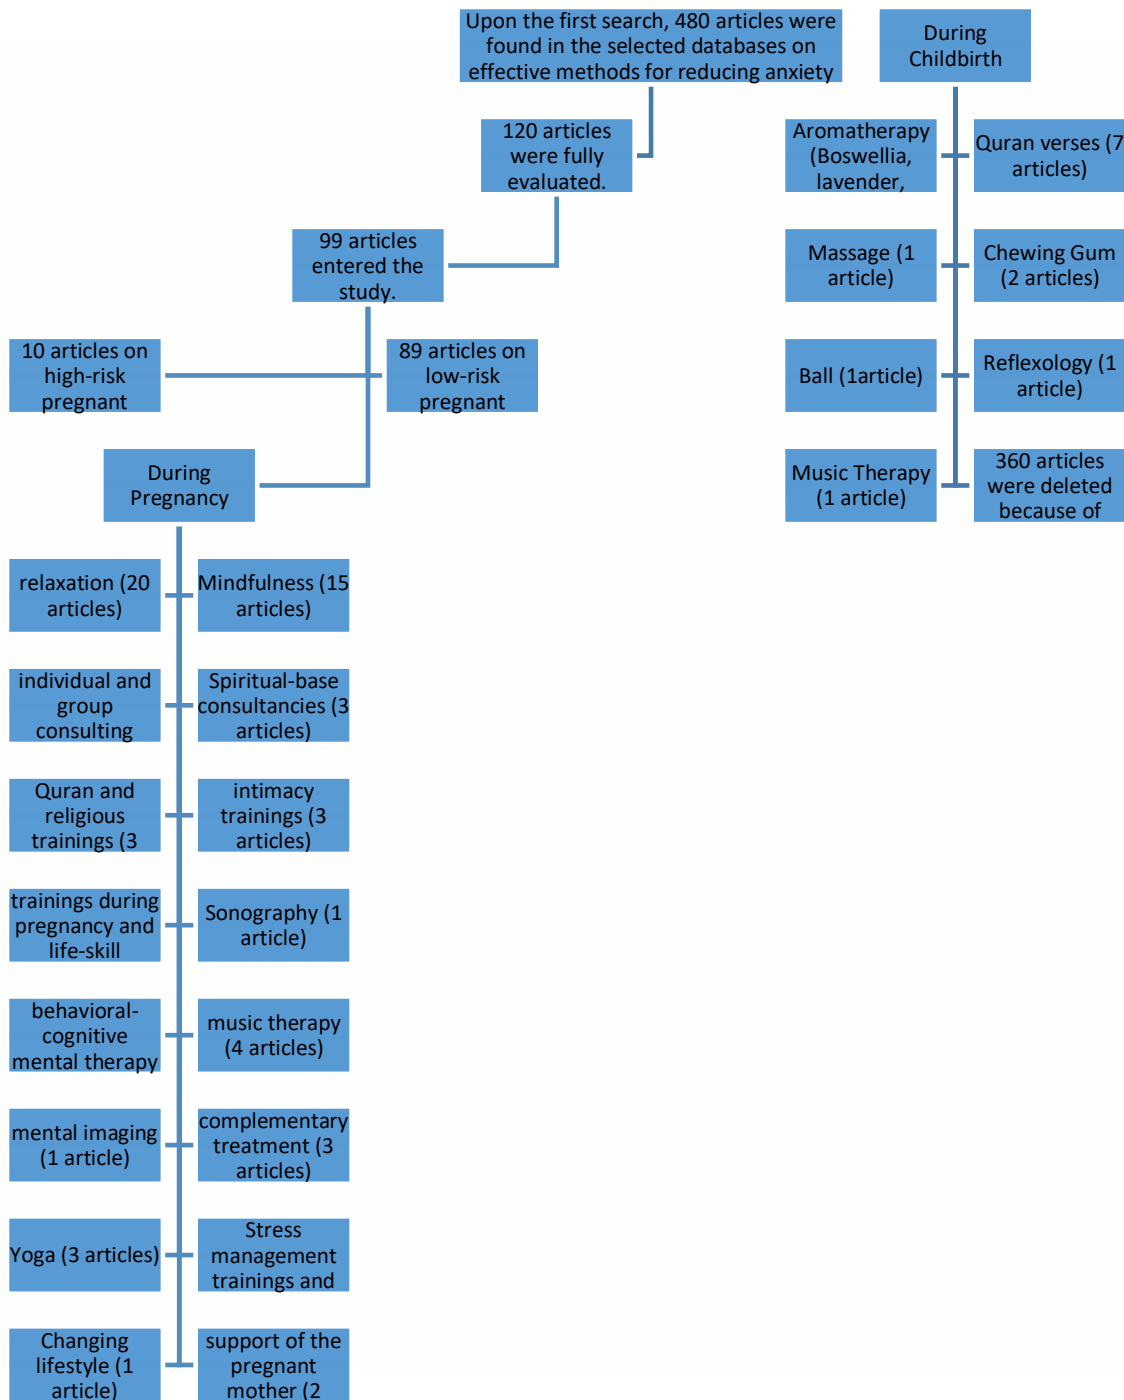 Upon the first search, 480 articles were
found in the selected databases on
effective methods for reducing anxiety
120 articles
were fully
evaluated.
99 articles
entered the
study.
10 articles on
high-risk
pregnant
89 articles on
low-risk
pregnant
During
Pregnancy
relaxation (20
articles)
Mindfulness (15
articles)
individual and
group
consulting
Spiritual-base
consultancies (3
articles)
Quran and
religious
trainings (3
intimacy
trainings (3
articles)
trainings during
pregnancy and
life-skill
Sonography (1
article)
behavioral-
cognitive
mental therapy
music therapy
(4 articles)
mental imaging
(1 article)
complementary
treatment (3
articles)
Yoga (3 articles)
Stress
management
trainings and
Changing
lifestyle (1
article)
support of the
pregnant
mother (2
During
Childbirth
Aromatherapy
(Boswellia,
lavender,
Quran verses (7
articles)
Massage (1
article)
Chewing Gum
(2 articles)
Ball (1article)
Reflexology (1
article)
Music Therapy
(1 article)
360 articles
were deleted
because of